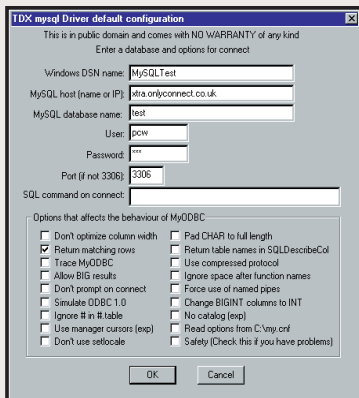 TDX mysql Driver default configuration
This is in public domain and comes with NO WARRANTY of any kind
Enter a database and options for connect
Windows DSN name: MySQLTest
MySQL host (name or IP): xtra.onlyconnect.co.uk
MySQL database name: test
User: pcw
Password: ***
Port (if not 3306): 3306
SQL command on connect:
Options that affects the behaviour of MyODBC
Don't optimize column width
Return matching rows
Trace MyODBC
Allow BIG results
Don't prompt on connect
Simulate ODBC 1.0
Ignore # in #.table
Use manager cursors (exp)
Don't use setlocale
Pad CHAR to full length
Return table names in SQLDescribeCol
Use compressed protocol
Ignore space after function names
Force use of named pipes
Change BIGINT columns to INT
No catalog (exp)
Read options from C:\my.cnf
Safety (Check this if you have problems)
OK
Cancel